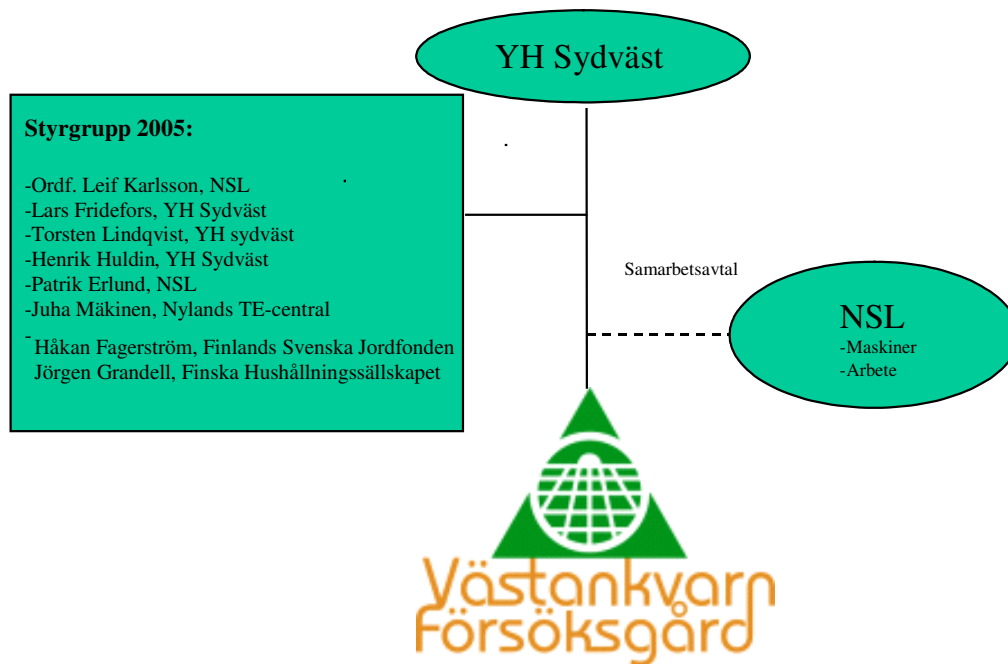 YH Sydväst
Styrgrupp 2005:
-Ordf. Leif Karlsson, NSL
-Lars Fridefors, YH Sydväst
-Torsten Lindqvist, YH sydväst
-Henrik Huldin, YH Sydväst
-Patrik Erlund, NSL
-Juha Mäkinen, Nylands TE-central
-
Håkan Fagerström, Finlands Svenska Jordfonden
Jörgen Grandell, Finska Hushållningssällskapet
Samarbetsavtal
NSL
-Maskiner
-Arbete
Västankvarn
Försöksgård